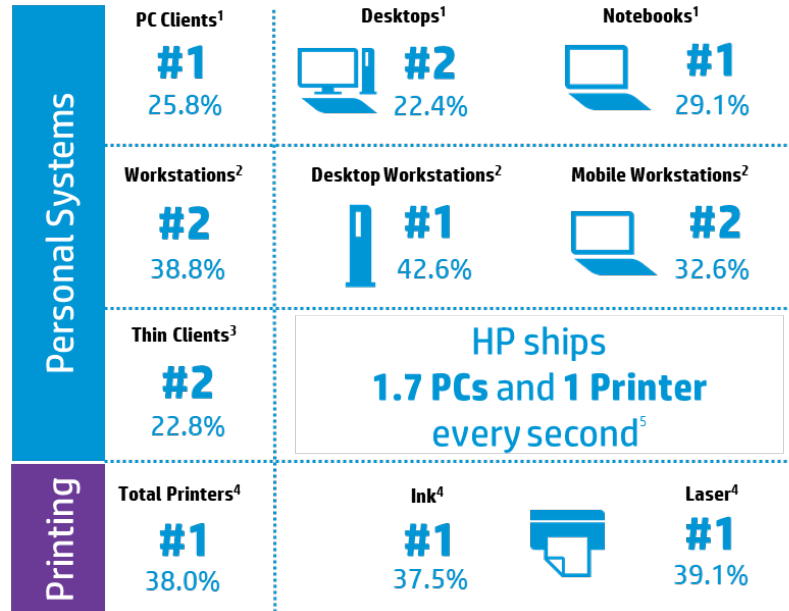 Personal Systems
PC Clients¹
#1
25.8%
Desktops¹
#2
22.4%
Notebooks¹
#1
29.1%
Workstations²
#2
38.8%
Desktop Workstations²
#1
42.6%
Mobile Workstations²
#2
32.6%
Thin Clients³
#2
22.8%
HP ships
1.7 PCs and 1 Printer
every second⁵
Printing
Total Printers⁴
#1
38.0%
Ink⁴
#1
37.5%
Laser⁴
#1
39.1%